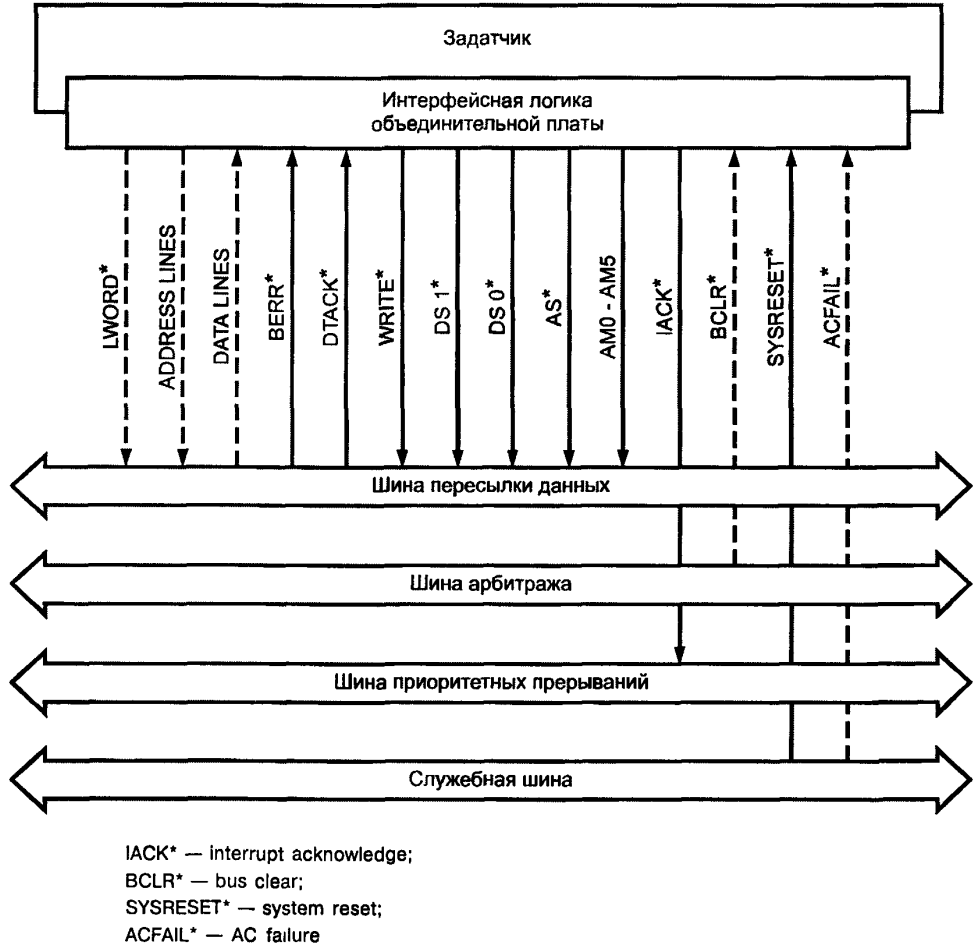 Задатчик
Интерфейсная логика
объединительной платы
LWORD*
ADDRESS LINES
DATA LINES
BERR*
DTACK*
WRITE*
DS 1*
DS 0*
AS*
AM0 - AM5
IACK*
BCLR*
SYSRESET*
ACFAIL*
Шина пересылки данных
Шина арбитража
Шина приоритетных прерываний
Служебная шина
IACK* — interrupt acknowledge;
BCLR* — bus clear;
SYSRESET* — system reset;
ACFAIL* — AC failure